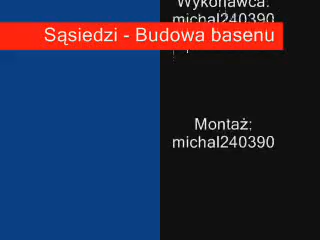 Wykonawca:
michal240390
Sąsiedzi - Budowa basenu
Montaż:
michal240390